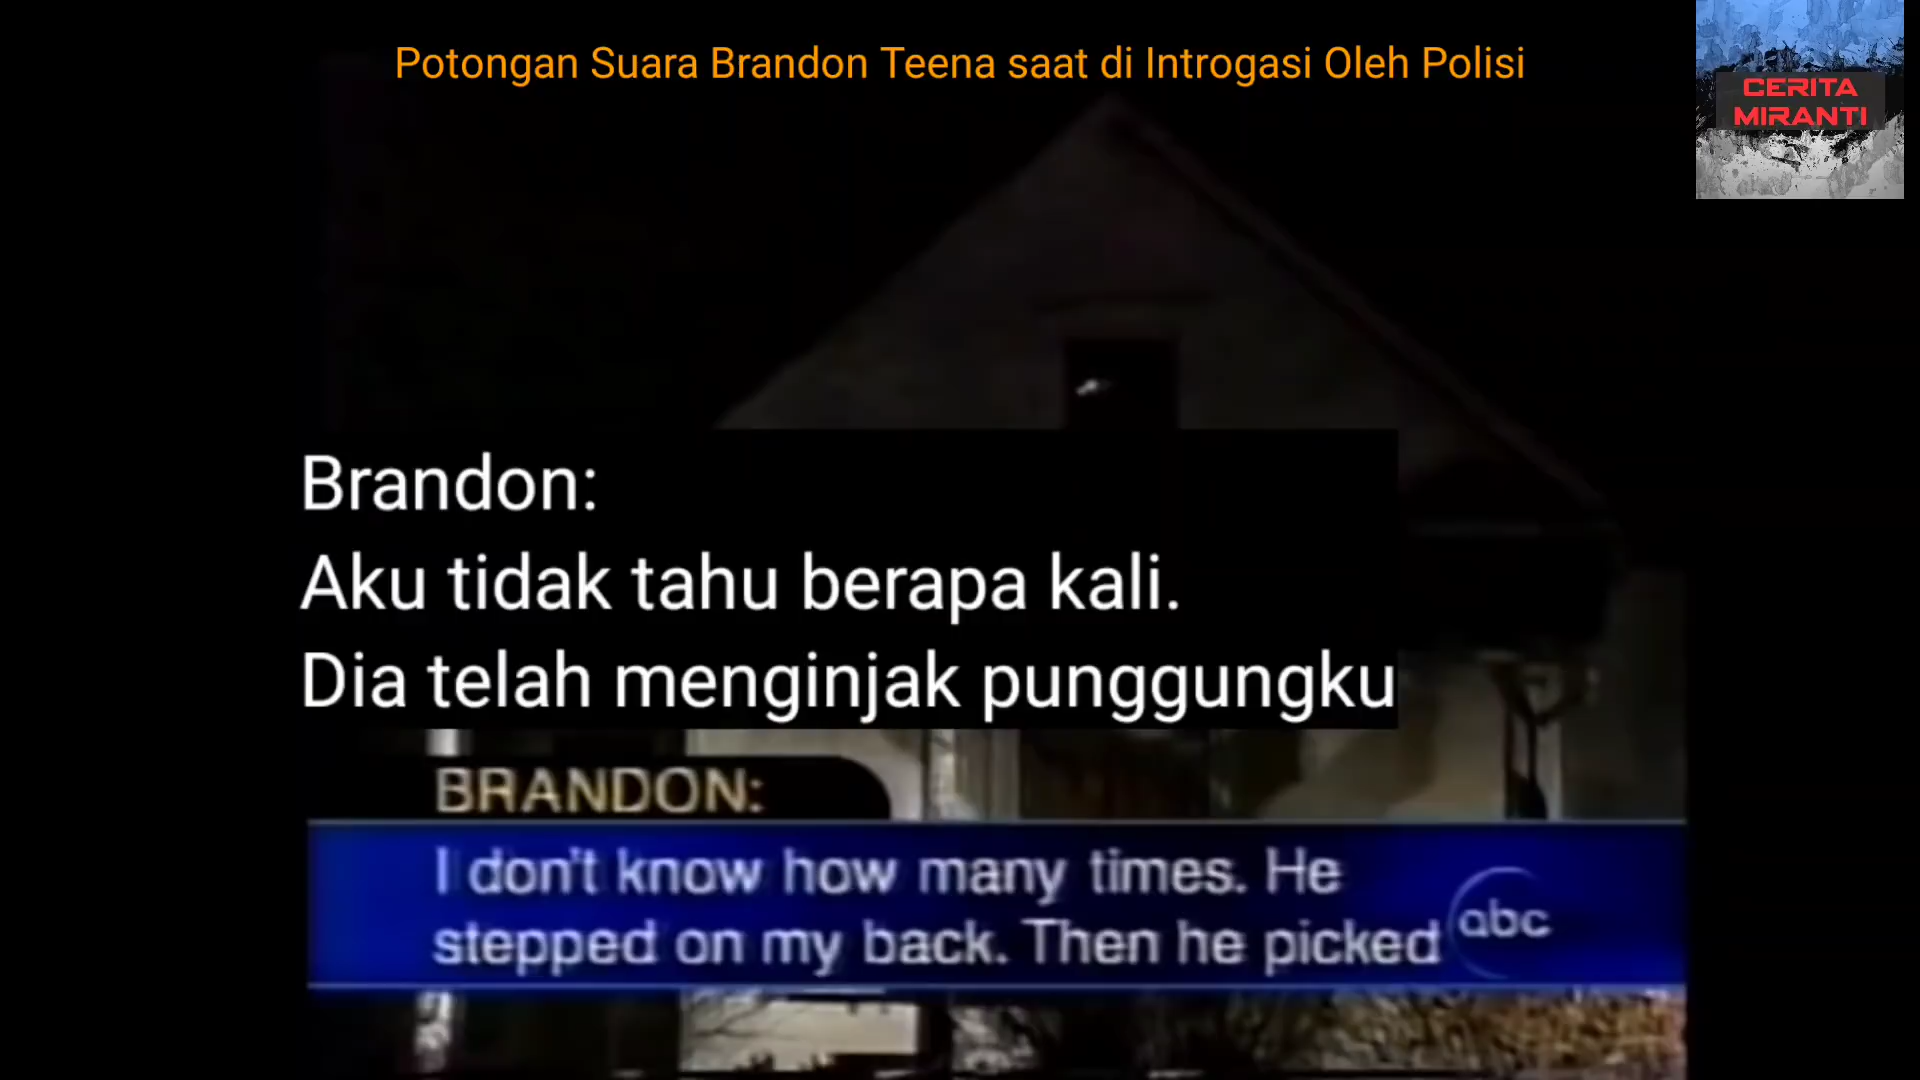 Potongan Suara Brandon Teena saat di Introgasi Oleh Polisi
CERITA
MIRANTI
Brandon:
Aku tidak tahu berapa kali.
Dia telah menginjak punggungku
BRANDON:
I don't know how many times. He
stepped on my back. Then he picked
abc